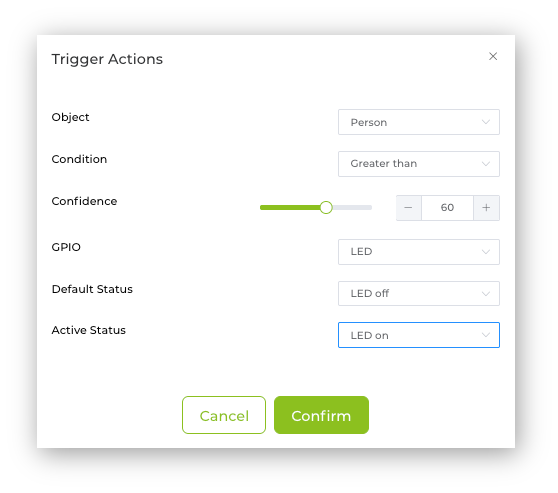 Trigger Actions
Object
Person
Condition
Greater than
Confidence
60
GPIO
LED
Default Status
LED off
Active Status
LED on
Cancel
Confirm